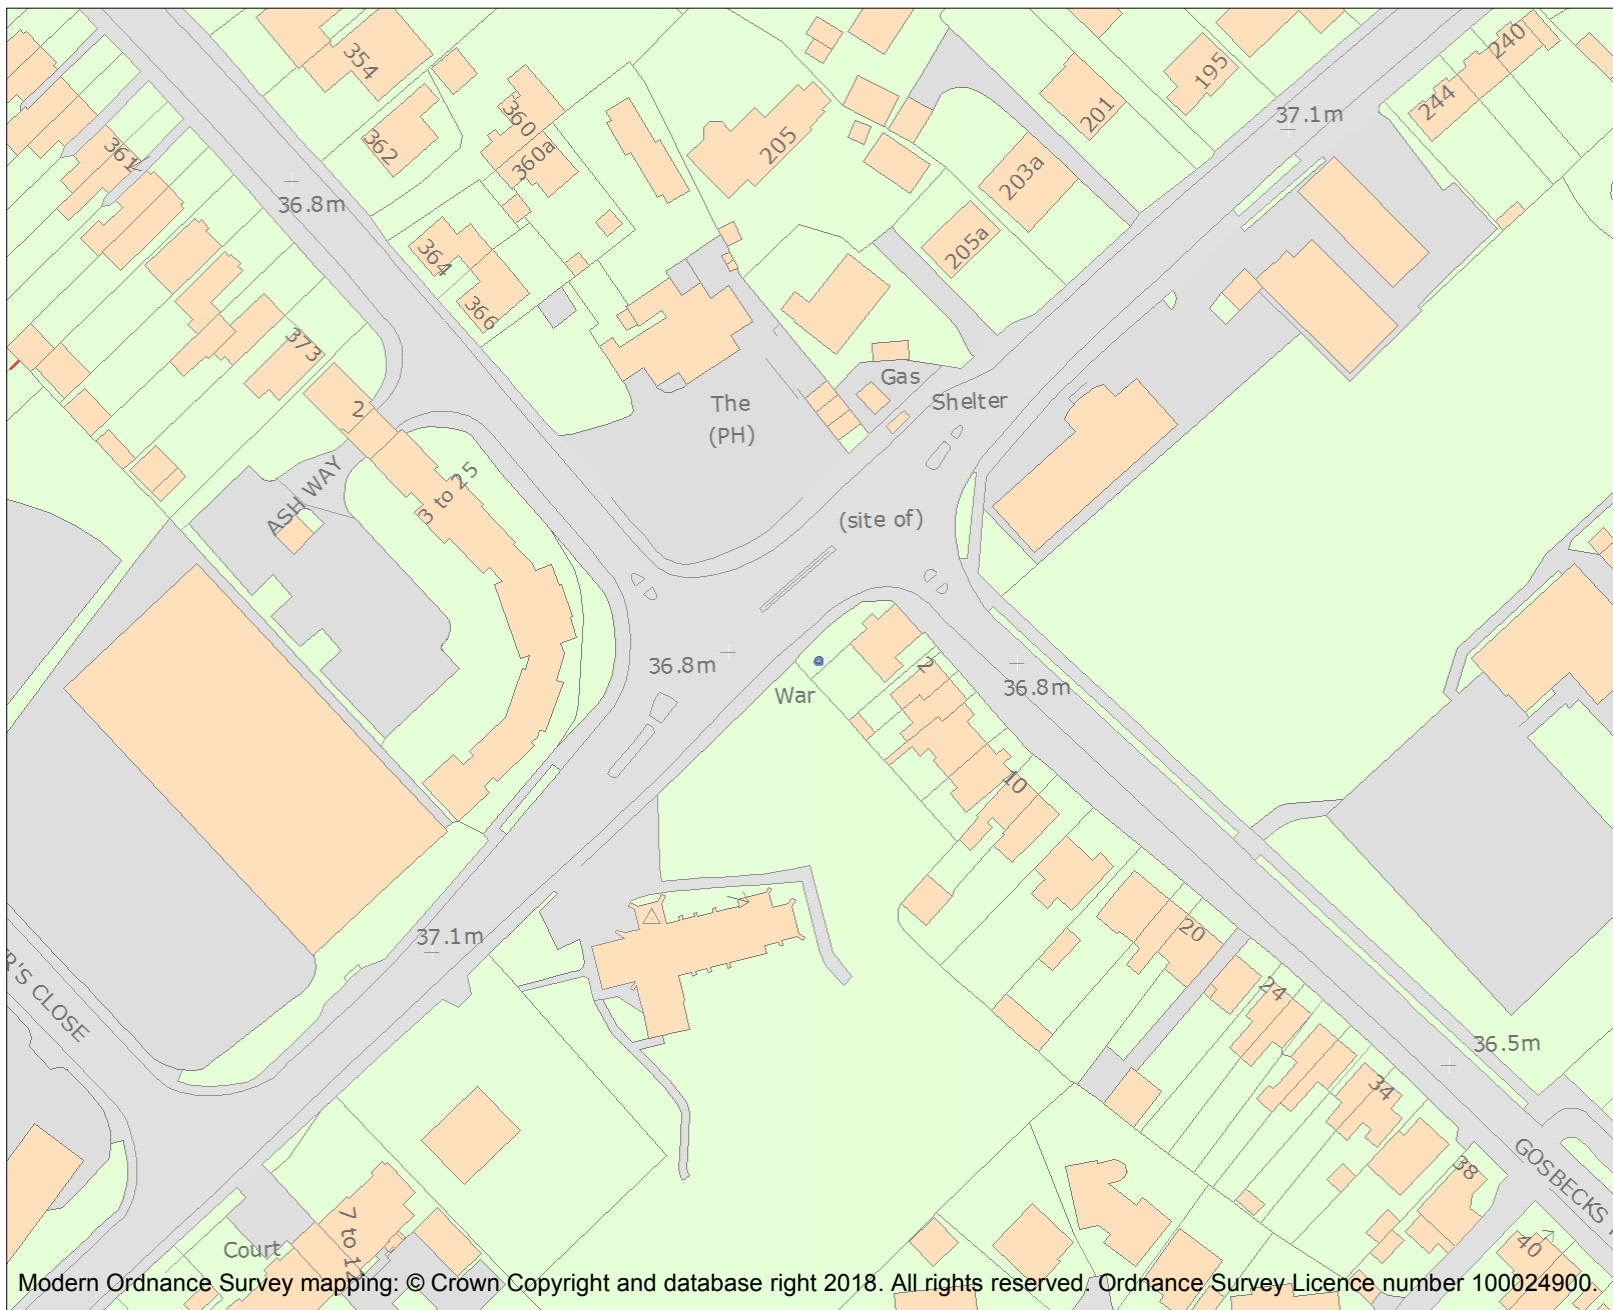 354
240
195
244
201
37.1m
360
362
361
360a
205
203a
36.8m
364
205a
366
373
Gas
2
The
Shelter
(PH)
3 to 25
ASH WAY
(site of)
36.8m
2
War
36.8m
10
20
37.1m
24
R'S CLOSE
36.5m
34
GOSBECKS
38
7 to 12
Court
40
Modern Ordnance Survey mapping: © Crown Copyright and database right 2018. All rights reserved. Ordnance Survey Licence number 100024900.